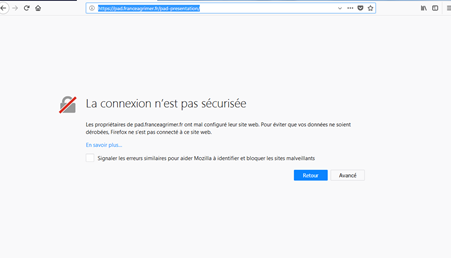 https://pad.franceagrimer.fr/pad-presentation/
La connexion n'est pas sécurisée
Les propriétaires de pad.franceagrimer.fr ont mal configuré leur site web. Pour éviter que vos données ne soient
dérobées, Firefox ne s'est pas connecté à ce site web.
En savoir plus...
Signaler les erreurs similaires pour aider Mozilla à identifier et bloquer les sites malveillants
Retour
Avancé